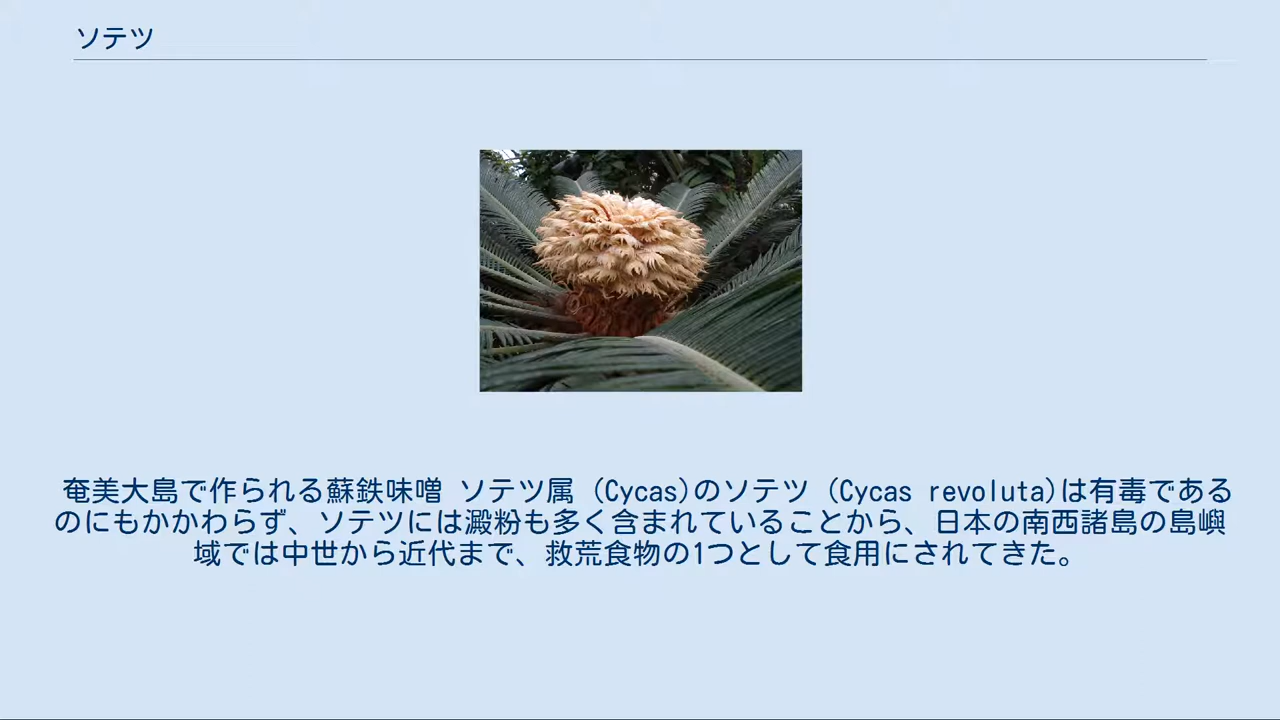 ソテツ
奄美大島で作られる蘇鉄味噌 ソテツ属 (Cycas)のソテツ (Cycas revoluta)は有毒である
のにもかかわらず、ソテツには澱粉も多く含まれていることから、日本の南西諸島の島嶼
域では中世から近代まで、救荒食物の1つとして食用にされてきた。